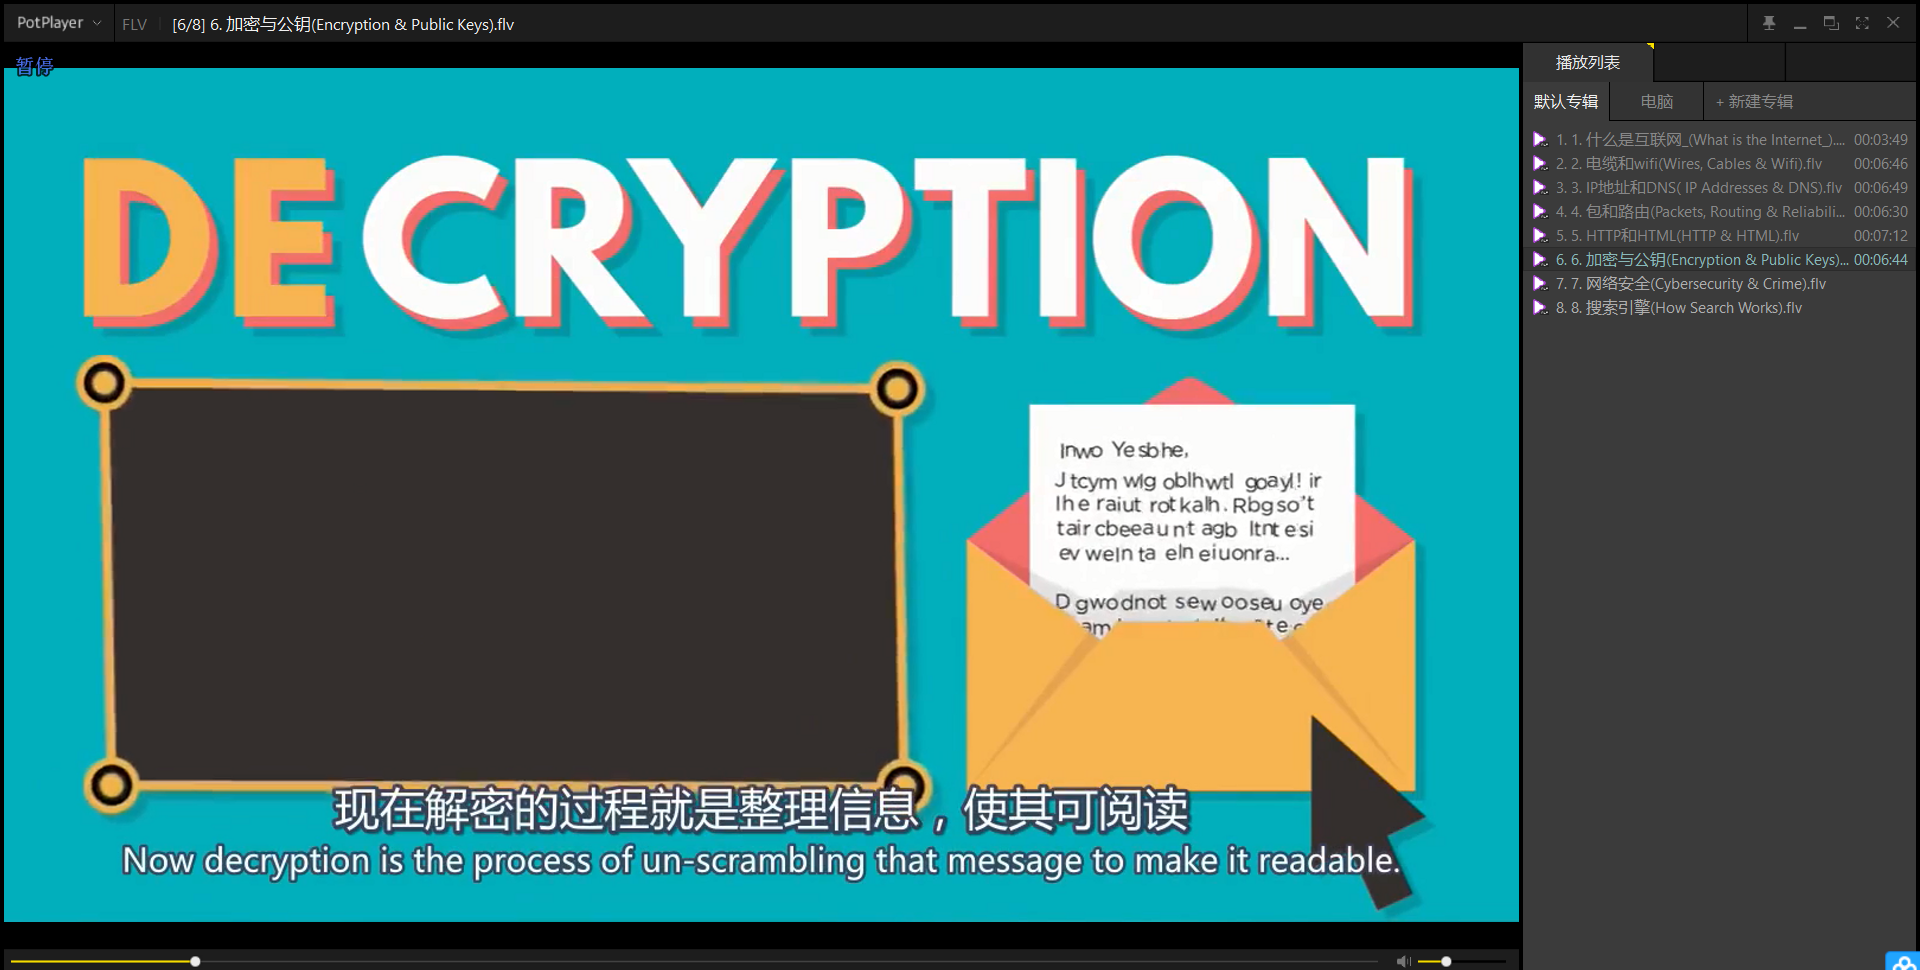 PotPlayer
FLV
[6/8] 6. 加密与公钥(Encryption & Public Keys).flv
暂停
DECRYPTION
Inwo Yesbhe,
Jtcym wlg oblhwtl goayl! ir
lhe raiut rotkalh. Rbgso't
tair cbeeaunt agb ltnt esi
ev weln ta eln eiuonra...
Dgwodnot sew ooseu oye
现在解密的过程就是整理信息，使其可阅读
Now decryption is the process of un-scrambling that message to make it readable.
播放列表
默认专辑
电脑
+ 新建专辑
1. 1. 什么是互联网_(What is the Internet_).... 00:03:49
2. 2. 电缆和wifi(Wires, Cables & Wifi).flv 00:06:46
3. 3. IP地址和DNS( IP Addresses & DNS).flv 00:06:49
4. 4. 包和路由(Packets, Routing & Reliabili... 00:06:30
5. 5. HTTP和HTML(HTTP & HTML).flv 00:07:12
6. 6. 加密与公钥(Encryption & Public Keys)... 00:06:44
7. 7. 网络安全(Cybersecurity & Crime).flv
8. 8. 搜索引擎(How Search Works).flv